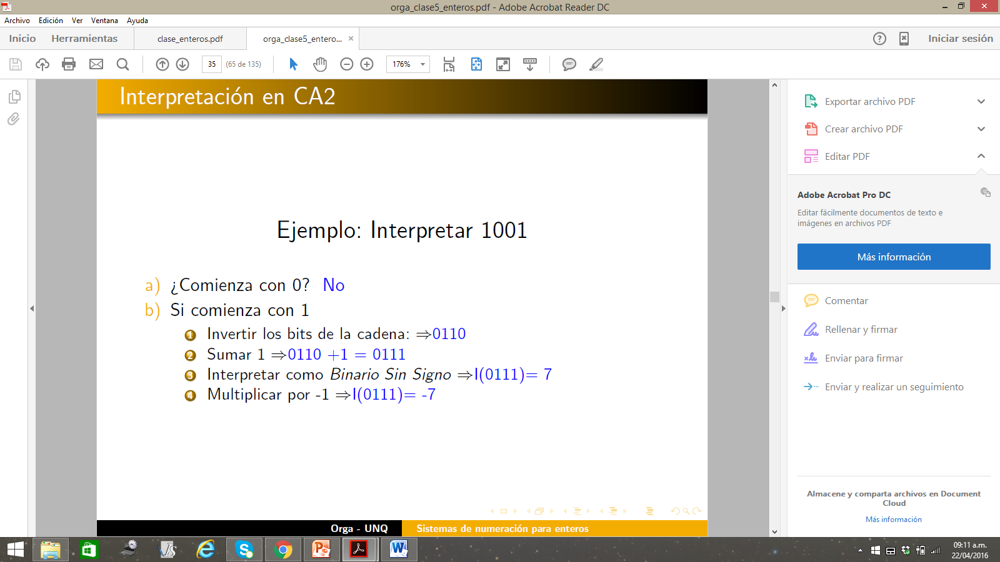 orga_clase5_enteros.pdf - Adobe Acrobat Reader DC
Archivo Edición Ver Ventana Ayuda
Inicio Herramientas clase_enteros.pdf orga_clase5_entero... × Iniciar sesión
35 (65 de 135) 176%
Interpretación en CA2
Ejemplo: Interpretar 1001
a) ¿Comienza con 0? No
b) Si comienza con 1
1 Invertir los bits de la cadena: ⇒0110
2 Sumar 1 ⇒0110 +1 = 0111
3 Interpretar como Binario Sin Signo ⇒I(0111)= 7
4 Multiplicar por -1 ⇒I(0111)= -7
Orga - UNQ Sistemas de numeración para enteros
Exportar archivo PDF
Crear archivo PDF
Editar PDF
Adobe Acrobat Pro DC
Editar fácilmente documentos de texto e
imágenes en archivos PDF
Más información
Comentar
Rellenar y firmar
Enviar para firmar
Enviar y realizar un seguimiento
Almacene y comparta archivos en Document
Cloud
Más información
09:11 a.m.
22/04/2016